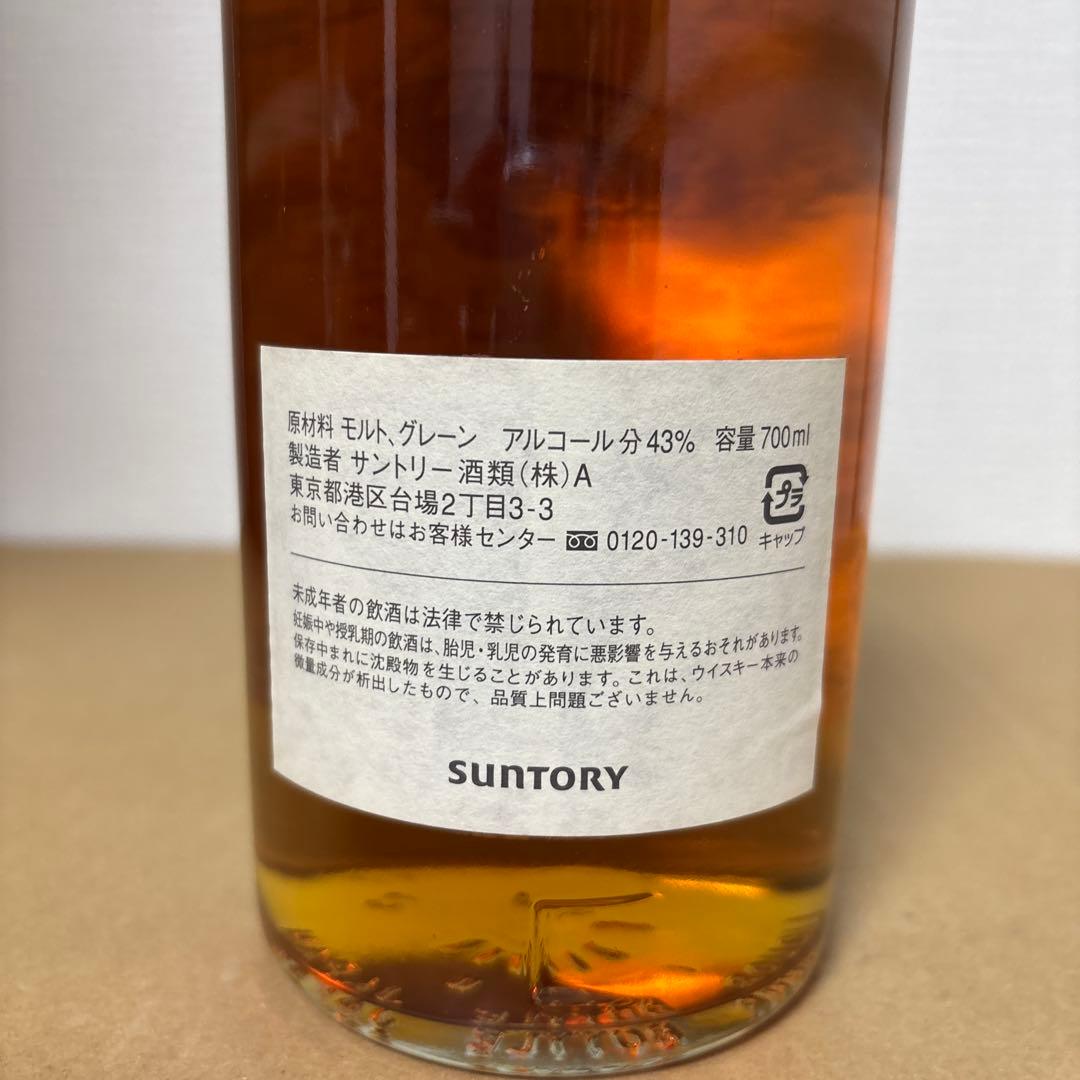 原材料 モルト、グレーン　アルコール分43%　容量700ml
製造者 サントリー酒類(株)A
東京都港区台場2丁目3-3
お問い合わせはお客様センター 0120-139-310
プラ
キャップ
未成年者の飲酒は法律で禁じられています。
妊娠中や授乳期の飲酒は、胎児・乳児の発育に悪影響を与えるおそれがあります。
保存中まれに沈殿物を生じることがあります。これは、ウイスキー本来の
微量成分が析出したもので、品質上問題ございません。
SUNTORY